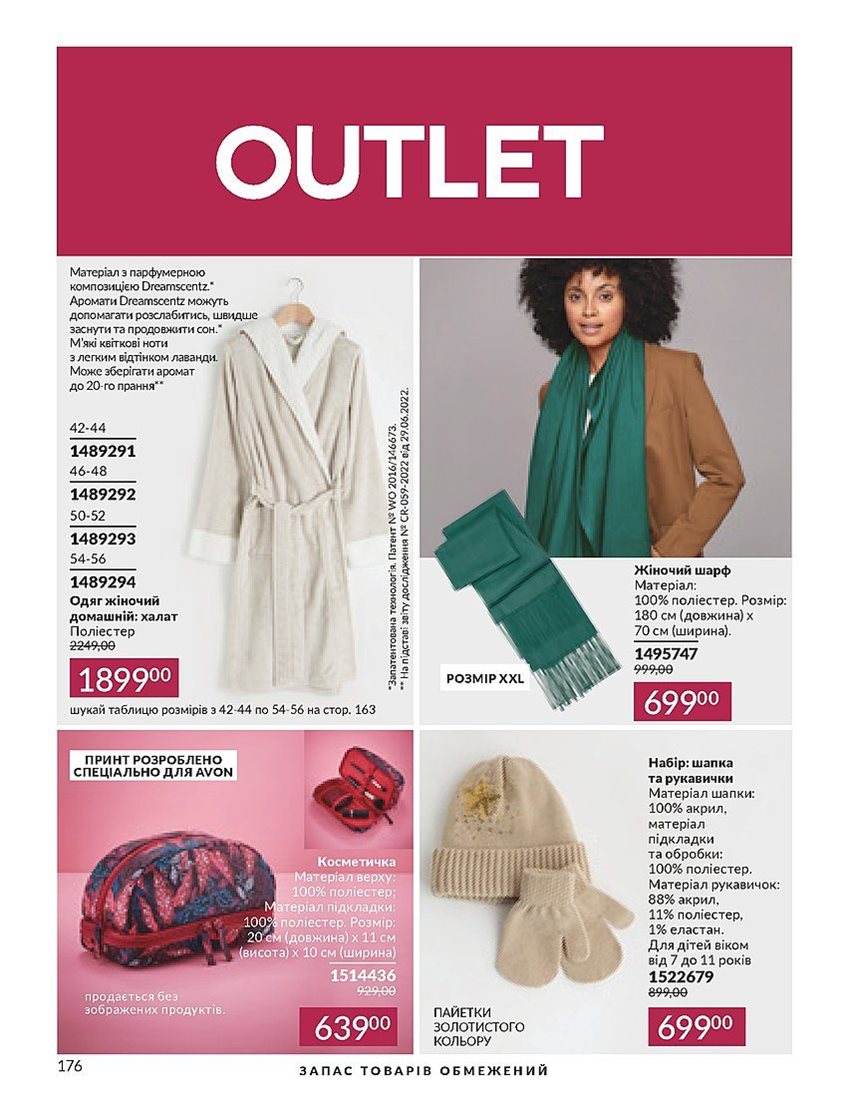 OUTLET
Матеріал з парфумерною
композицією Dreamscentz.*
Аромати Dreamscentz можуть
допомагати розслабитись, швидше
заснути та продовжити сон.*
М'які квіткові ноти
з легким відтінком лаванди.
Може зберігати аромат
до 20-го прання**
42-44
1489291
46-48
1489292
50-52
1489293
54-56
1489294
Одяг жіночий
домашній: халат
Поліестер
2249,00
189900
шукай таблицю розмірів з 42-44 по 54-56 на стор. 163
*Запатентована технологія. Патент № WO 2016/146673.
** На підставі звіту дослідження № CR-059-2022 від 29.06.2022.
Жіночий шарф
Матеріал:
100% поліестер. Розмір:
180 см (довжина) х
70 см (ширина).
1495747
999,00
69900
РОЗМІР XXL
ПРИНТ РОЗРОБЛЕНО
СПЕЦІАЛЬНО ДЛЯ AVON
Косметичка
Матеріал верху:
100% поліестер;
Матеріал підкладки:
100% поліестер. Розмір:
20 см (довжина) х 11 см
(висота) х 10 см (ширина)
1514436
929,00
63900
продається без
зображених продуктів.
Набір: шапка
та рукавички
Матеріал шапки:
100% акрил,
матеріал
підкладки
та обробки:
100% поліестер.
Матеріал рукавичок:
88% акрил,
11% поліестер,
1% еластан.
Для дітей віком
від 7 до 11 років
1522679
899,00
69900
ПАЙЕТКИ
ЗОЛОТИСТОГО
КОЛЬОРУ
176
ЗАПАС ТОВАРІВ ОБМЕЖЕНИЙ